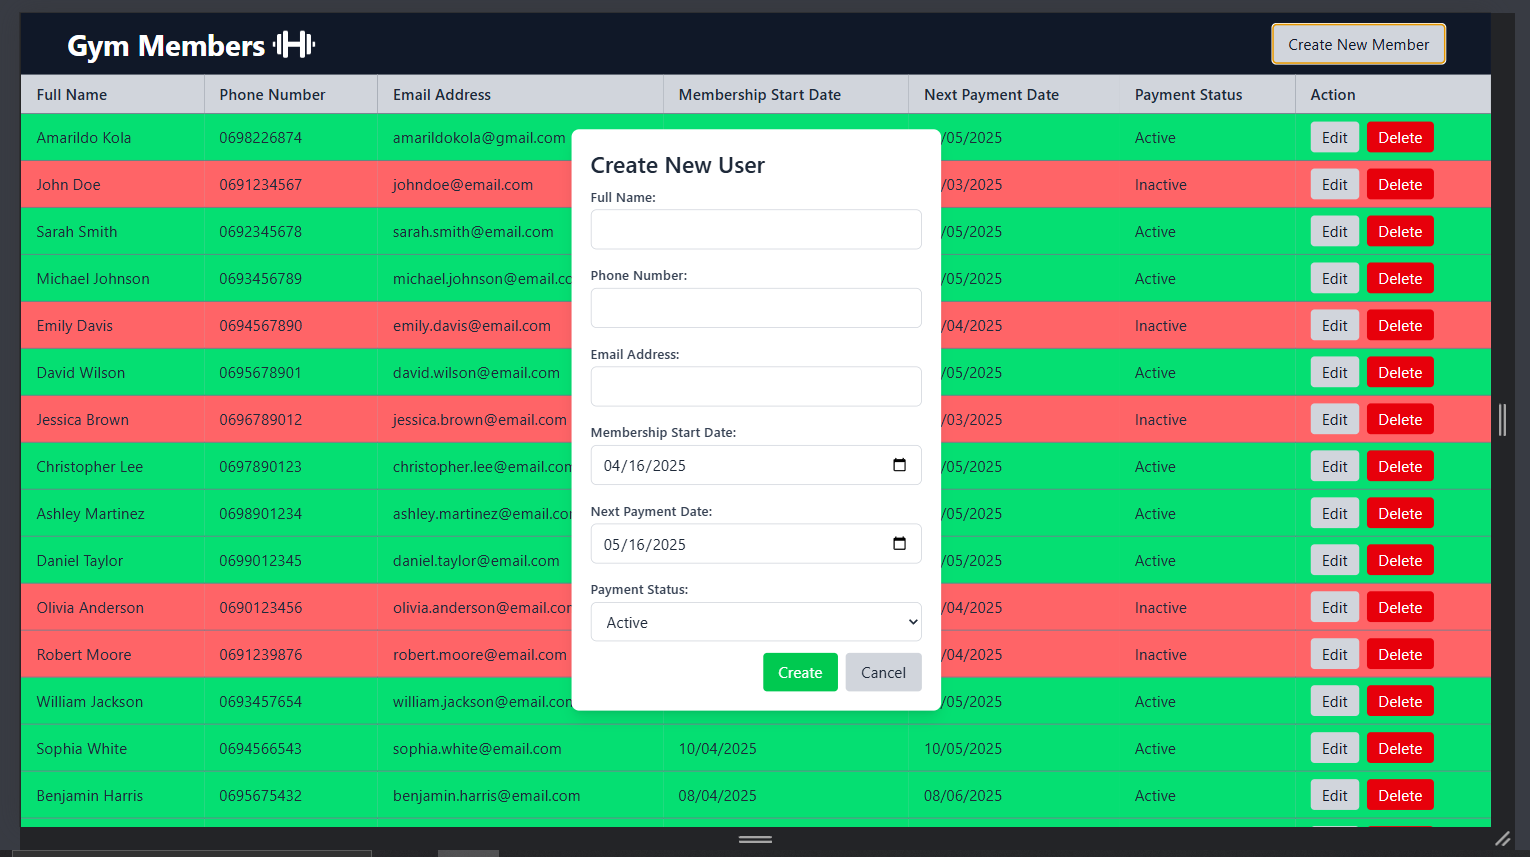 Gym Members
Create New Member
Full Name Phone Number Email Address Membership Start Date Next Payment Date Payment Status Action
Amarildo Kola 0698226874 amarildokola@gmail.com /05/2025 Active Edit Delete
John Doe 0691234567 johndoe@email.com /03/2025 Inactive Edit Delete
Sarah Smith 0692345678 sarah.smith@email.com /05/2025 Active Edit Delete
Michael Johnson 0693456789 michael.johnson@email.co /05/2025 Active Edit Delete
Emily Davis 0694567890 emily.davis@email.com /04/2025 Inactive Edit Delete
David Wilson 0695678901 david.wilson@email.com /05/2025 Active Edit Delete
Jessica Brown 0696789012 jessica.brown@email.com /03/2025 Inactive Edit Delete
Christopher Lee 0697890123 christopher.lee@email.com /05/2025 Active Edit Delete
Ashley Martinez 0698901234 ashley.martinez@email.co /05/2025 Active Edit Delete
Daniel Taylor 0699012345 daniel.taylor@email.com /05/2025 Active Edit Delete
Olivia Anderson 0690123456 olivia.anderson@email.co /04/2025 Inactive Edit Delete
Robert Moore 0691239876 robert.moore@email.com /04/2025 Inactive Edit Delete
William Jackson 0693457654 william.jackson@email.co /05/2025 Active Edit Delete
Sophia White 0694566543 sophia.white@email.com 10/04/2025 10/05/2025 Active Edit Delete
Benjamin Harris 0695675432 benjamin.harris@email.com 08/04/2025 08/06/2025 Active Edit Delete
Create New User
Full Name:
Phone Number:
Email Address:
Membership Start Date:
04/16/2025
Next Payment Date:
05/16/2025
Payment Status:
Active
Create Cancel